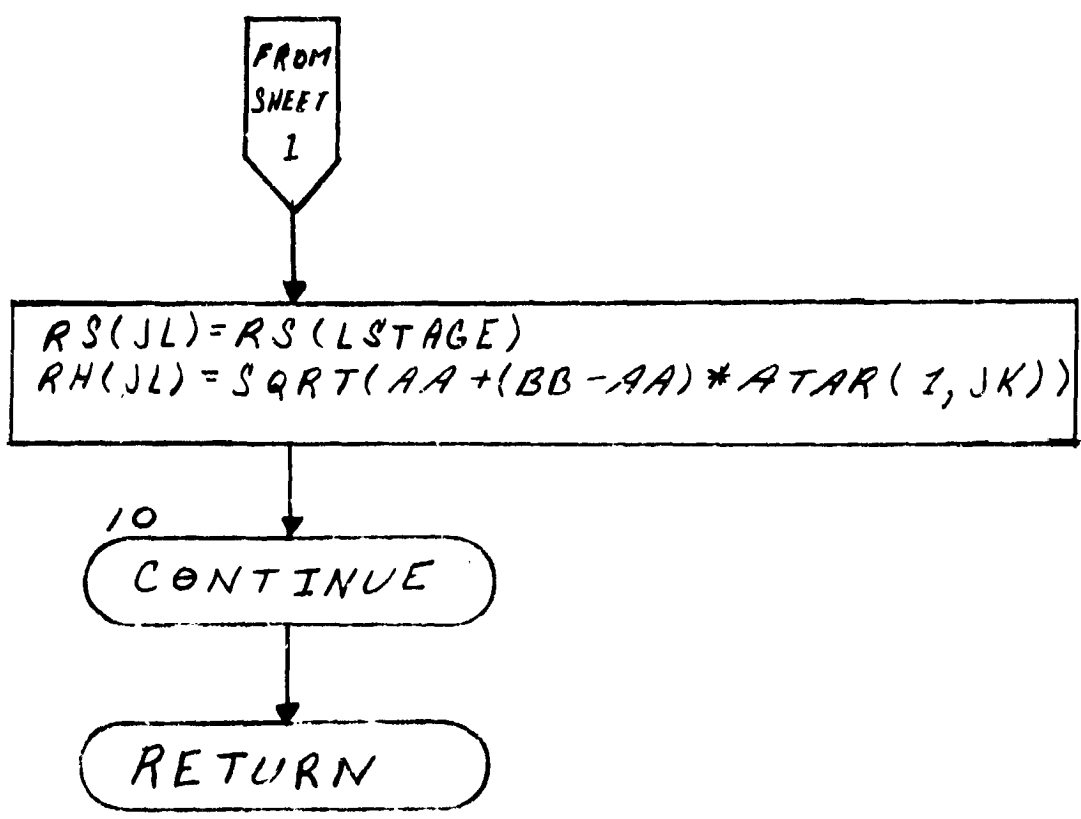 FROM
SHEET
1
RS(JL)=RS(LSTAGE)
RH(JL)=SQRT(AA+(BB-AA)*ATAR(1,JK))
10
CONTINUE
RETURN